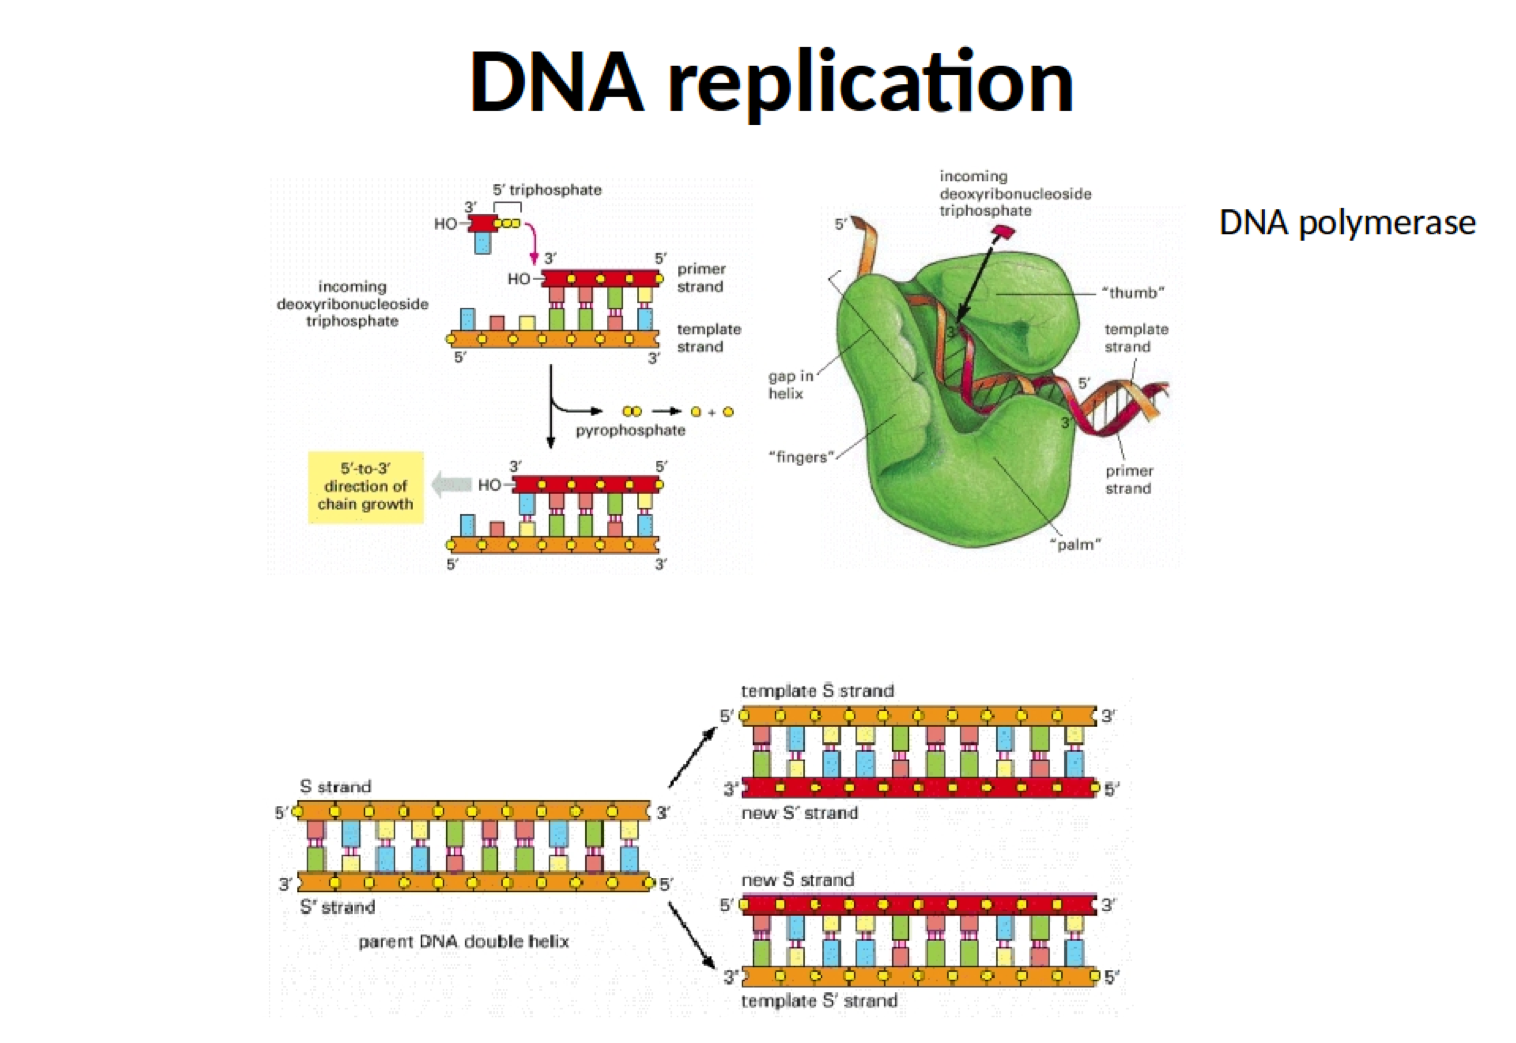 DNA replication
5′ triphosphate
3′
HO
3′
5′
HO
primer
strand
incoming
deoxyribonucleoside
triphosphate
template
strand
5′
3′
pyrophosphate
+
5′-to-3′
direction of
chain growth
3′
5′
HO
5′
3′
incoming
deoxyribonucleoside
triphosphate
5′
DNA polymerase
"thumb"
3′
template
strand
gap in
helix
5′
3′
"fingers"
primer
strand
"palm"
S strand
5′
3′
3′
5′
S′ strand
parent DNA double helix
template S strand
5′
3′
3′
5′
new S′ strand
new S strand
5′
3′
3′
5′
template S′ strand